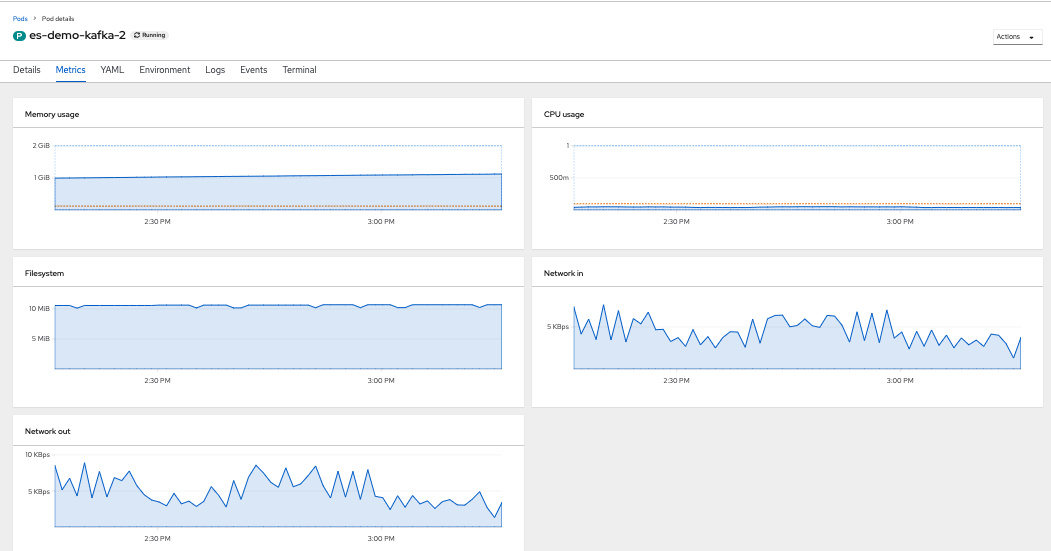 Pods > Pod details
P es-demo-kafka-2 Running
Actions
Details Metrics YAML Environment Logs Events Terminal
Memory usage
2 GiB
1 GiB
2:30 PM 3:00 PM
CPU usage
1
500m
2:30 PM 3:00 PM
Filesystem
10 MiB
5 MiB
2:30 PM 3:00 PM
Network in
5 KBps
2:30 PM 3:00 PM
Network out
10 KBps
5 KBps
2:30 PM 3:00 PM